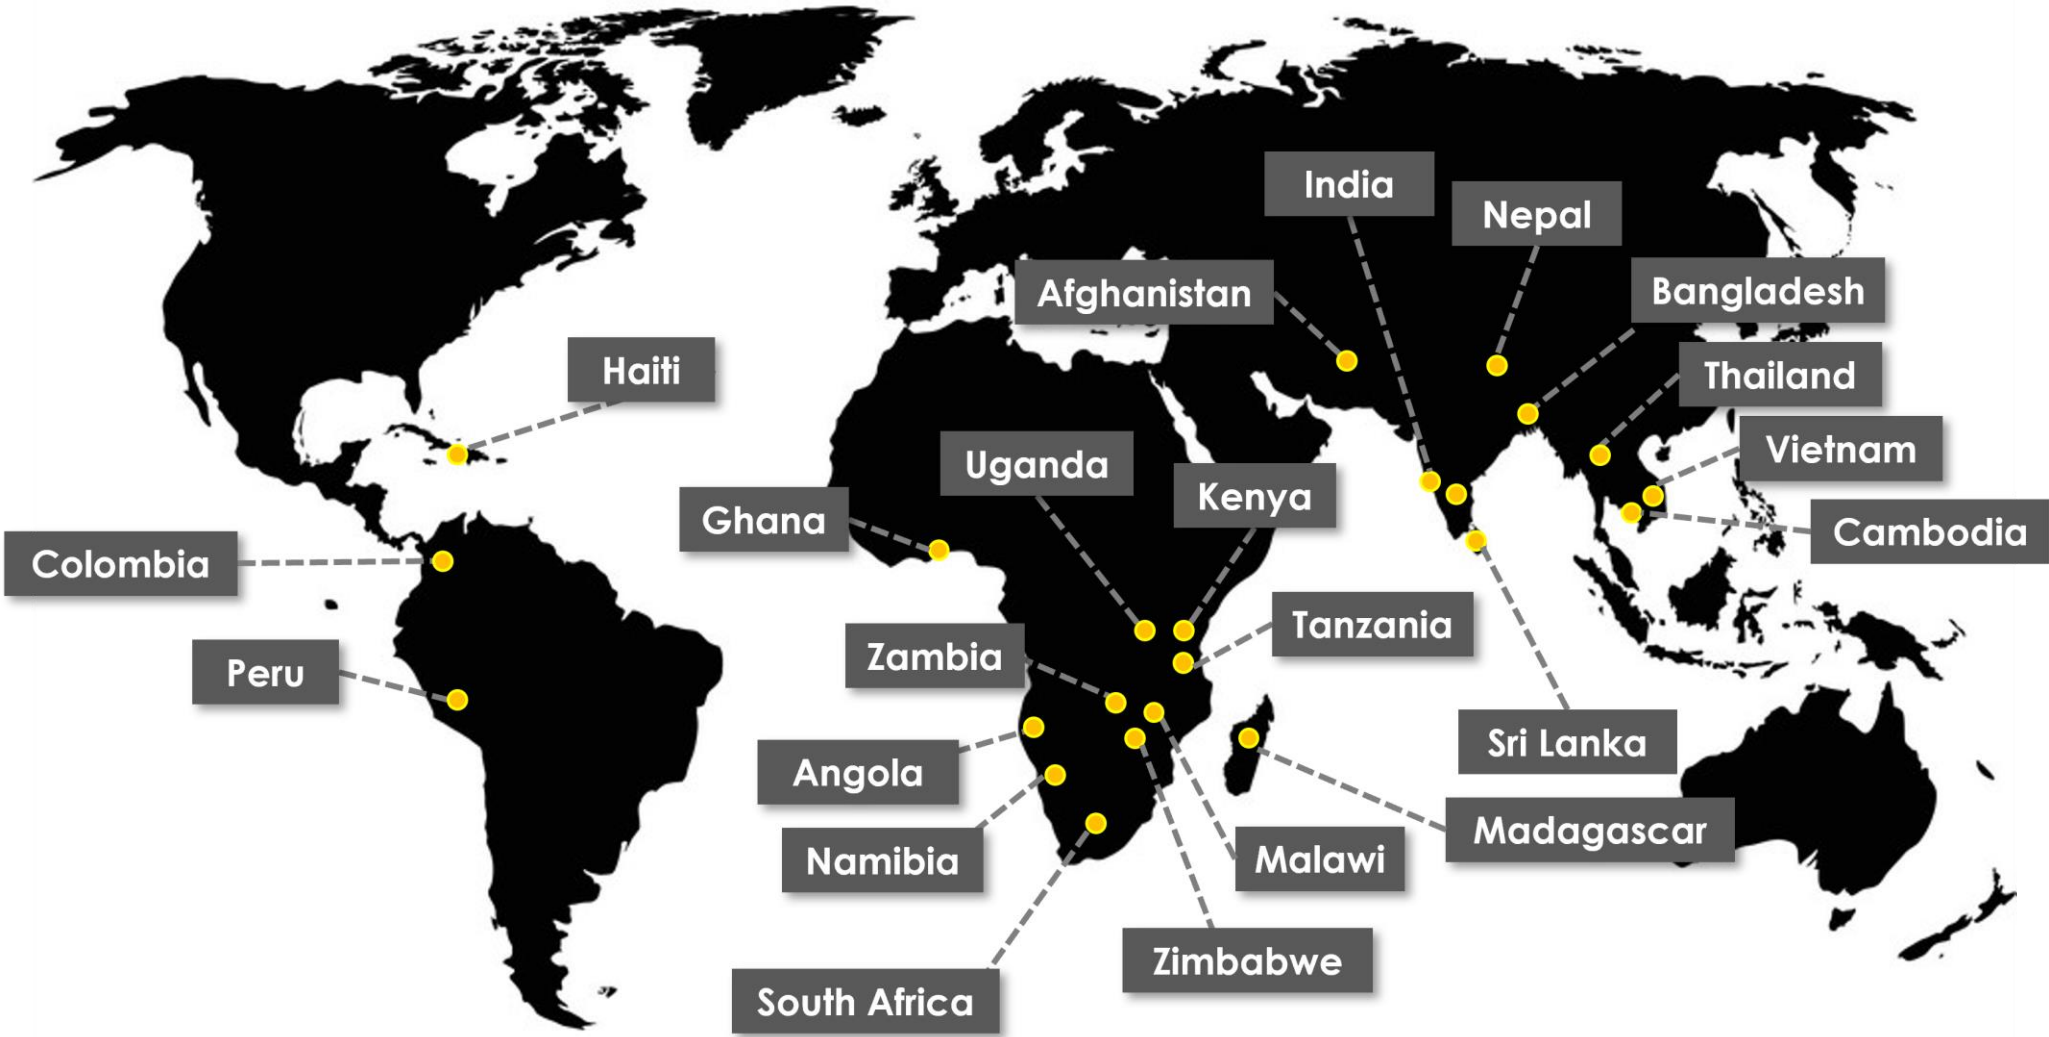 India
Nepal
Afghanistan
Bangladesh
Haiti
Thailand
Vietnam
Uganda
Kenya
Ghana
Cambodia
Colombia
Tanzania
Zambia
Peru
Sri Lanka
Angola
Madagascar
Namibia
Malawi
Zimbabwe
South Africa